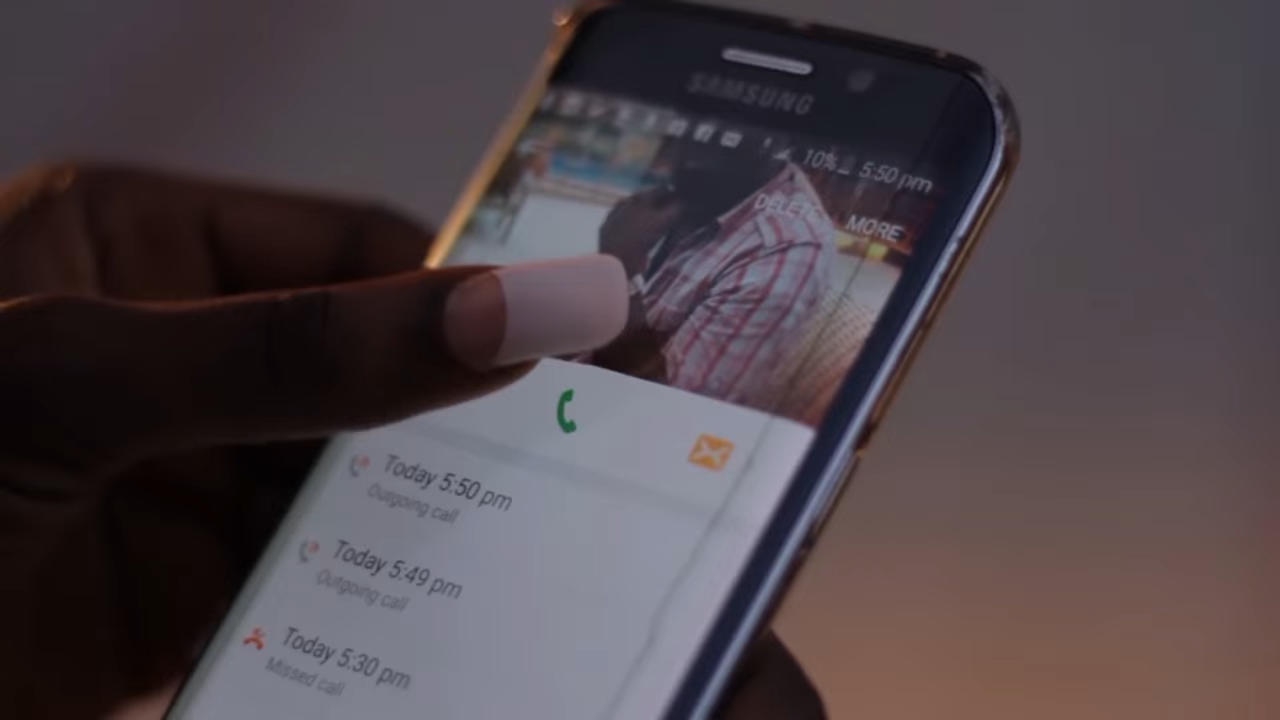 SAMSUNG
10% 5:50 pm
DELETE MORE
Today 5:50 pm
Outgoing call
Today 5:49 pm
Outgoing call
Today 5:30 pm
Missed call